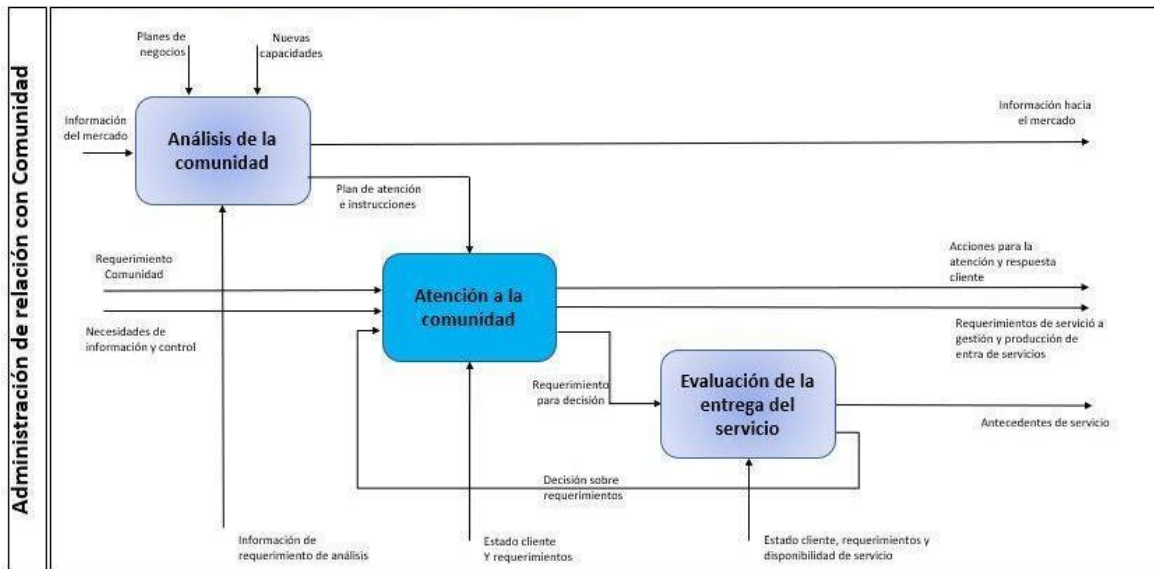 Administración de relación con Comunidad
Planes de
negocios
Nuevas
capacidades
Información
del mercado
Análisis de la
comunidad
Información hacia
el mercado
Plan de atención
e instrucciones
Requerimiento
Comunidad
Necesidades de
información y control
Atención a la
comunidad
Acciones para la
atención y respuesta
cliente
Requerimientos de servició a
gestión y producción de
entra de servicios
Requerimiento
para decisión
Evaluación de la
entrega del
servicio
Antecedentes de servicio
Decisión sobre
requerimientos
Información de
requerimiento de análisis
Estado cliente
Y requerimientos
Estado cliente, requerimientos y
disponibilidad de servicio